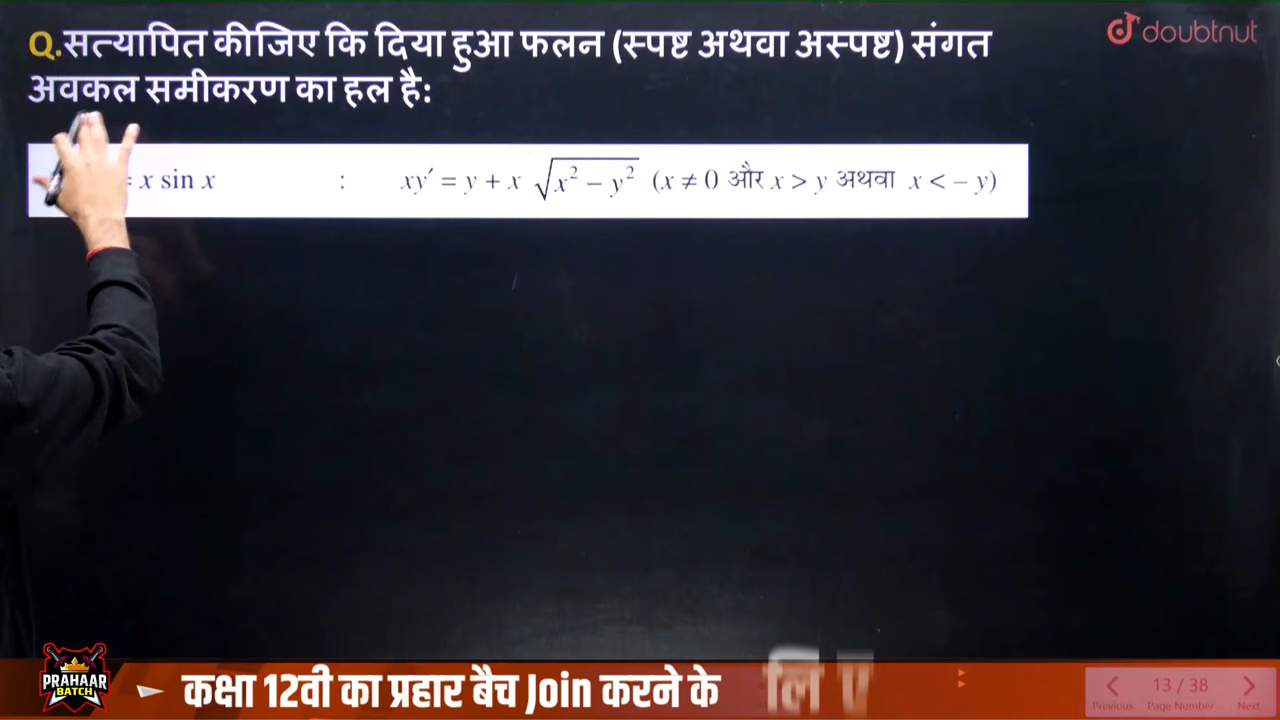 doubtnut
Q.सत्यापित कीजिए कि दिया हुआ फलन (स्पष्ट अथवा अस्पष्ट) संगत
अवकल समीकरण का हल है:
= x sin x : xy′ = y + x √(x² – y²) (x ≠ 0 और x > y अथवा x < – y)
PRAHAAR
BATCH
कक्षा 12वी का प्रहार बैच Join करने के लिए
13 / 38
Previous Page Number Next